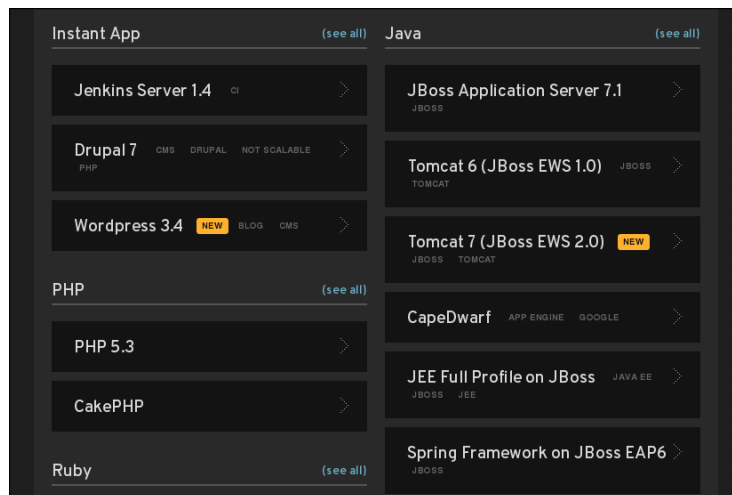 Instant App (see all)
Jenkins Server 1.4 CI
Drupal 7 CMS DRUPAL NOT SCALABLE
PHP
Wordpress 3.4 NEW BLOG CMS
PHP (see all)
PHP 5.3
CakePHP
Ruby (see all)
Java (see all)
JBoss Application Server 7.1
JBOSS
Tomcat 6 (JBoss EWS 1.0) JBOSS
TOMCAT
Tomcat 7 (JBoss EWS 2.0) NEW
JBOSS TOMCAT
CapeDwarf APP ENGINE GOOGLE
JEE Full Profile on JBoss JAVA EE
JBOSS JEE
Spring Framework on JBoss EAP6
JBOSS